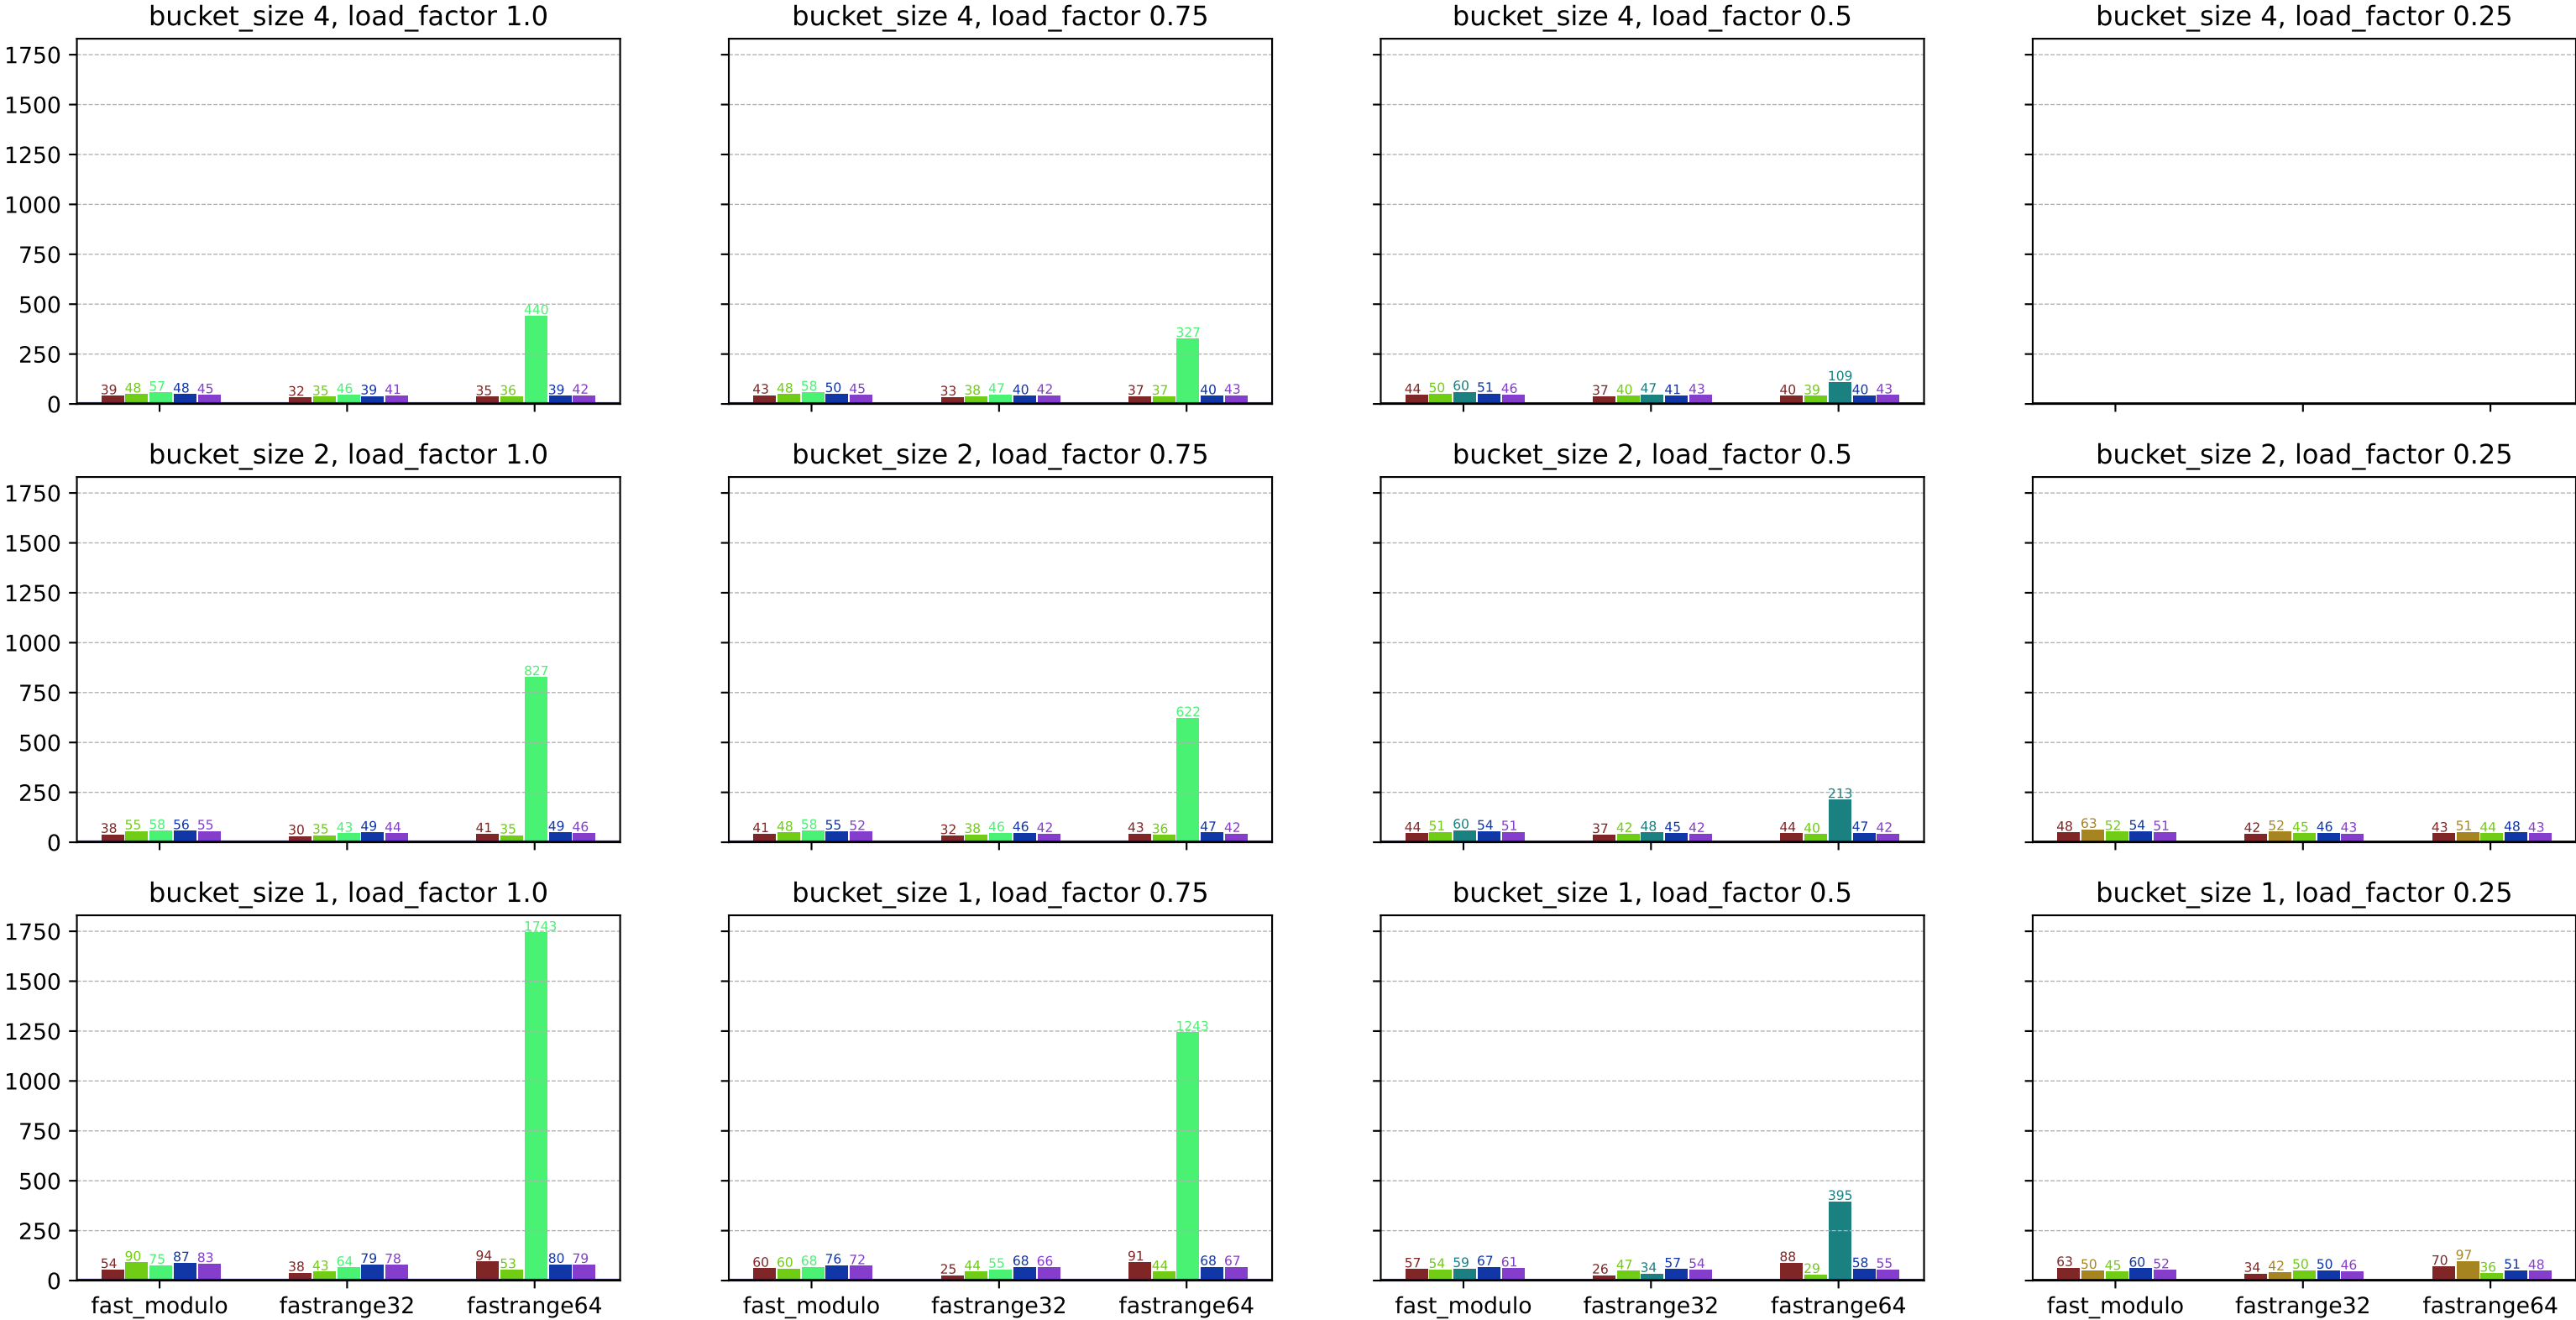 bucket_size 4, load_factor 1.0
bucket_size 4, load_factor 0.75
bucket_size 4, load_factor 0.5
bucket_size 4, load_factor 0.25
1750
1500
1250
1000
750
500
250
0
39 48 57 48 45 32 35 46 39 41 35 36 440 39 42
43 48 58 50 45 33 38 47 40 42 37 37 327 40 43
44 50 60 51 46 37 40 47 41 43 40 39 109 40 43
bucket_size 2, load_factor 1.0
bucket_size 2, load_factor 0.75
bucket_size 2, load_factor 0.5
bucket_size 2, load_factor 0.25
1750
1500
1250
1000
750
500
250
0
38 55 58 56 55 30 35 43 49 44 41 35 827 49 46
41 48 58 55 52 32 38 46 46 42 43 36 622 47 42
44 51 60 54 51 37 42 48 45 42 44 40 213 47 42
48 63 52 54 51 42 52 45 46 43 43 51 44 48 43
bucket_size 1, load_factor 1.0
bucket_size 1, load_factor 0.75
bucket_size 1, load_factor 0.5
bucket_size 1, load_factor 0.25
1750
1500
1250
1000
750
500
250
0
54 90 75 87 83 38 43 64 79 78 94 53 1743 80 79
60 60 68 76 72 25 44 55 68 66 91 44 1243 68 67
57 54 59 67 61 26 47 34 57 54 88 29 395 58 55
63 50 45 60 52 34 42 50 50 46 70 97 36 51 48
fast_modulo fastrange32 fastrange64
fast_modulo fastrange32 fastrange64
fast_modulo fastrange32 fastrange64
fast_modulo fastrange32 fastrange64